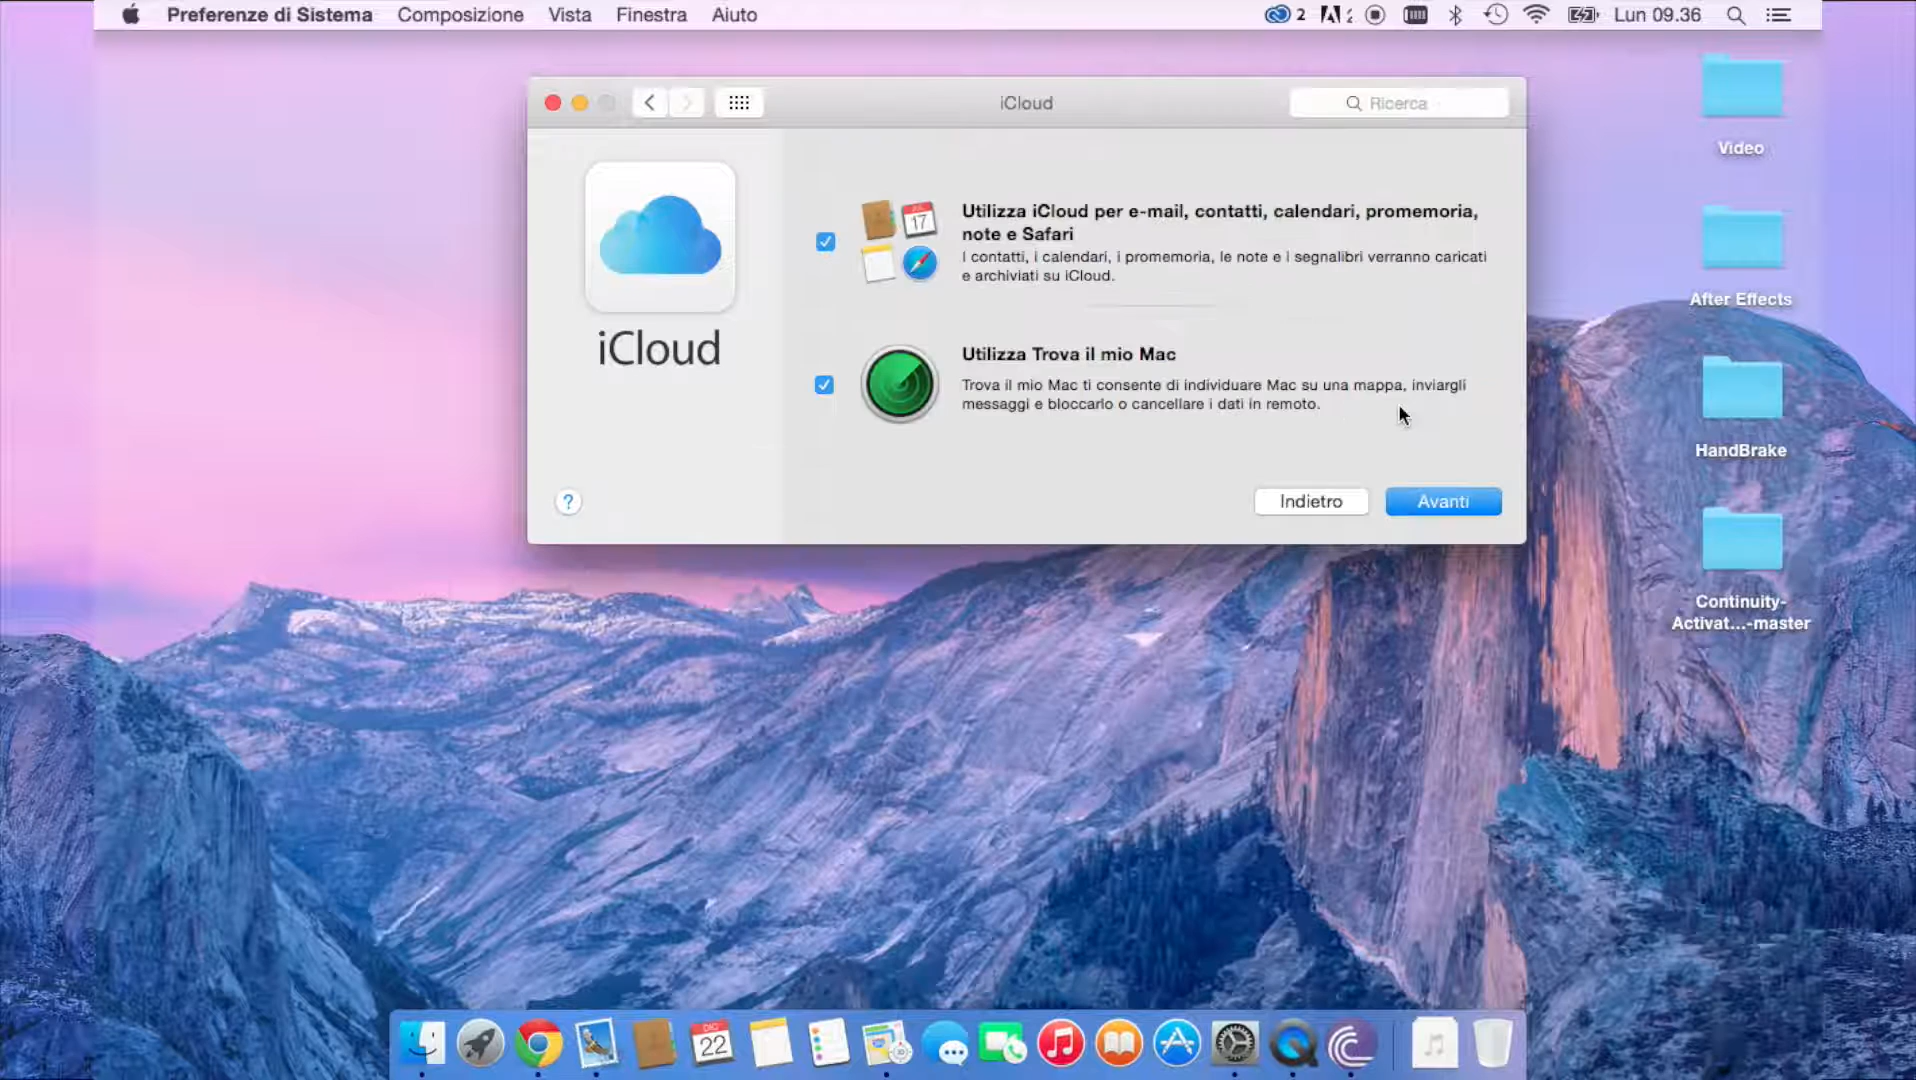 Preferenze di Sistema Composizione Vista Finestra Aiuto 2 2 Lun 09.36
iCloud Ricerca
Video
After Effects
HandBrake
Continuity-
Activat...-master
iCloud
Utilizza iCloud per e-mail, contatti, calendari, promemoria,
note e Safari
I contatti, i calendari, i promemoria, le note e i segnalibri verranno caricati
e archiviati su iCloud.
17
Utilizza Trova il mio Mac
Trova il mio Mac ti consente di individuare Mac su una mappa, inviargli
messaggi e bloccarlo o cancellare i dati in remoto.
? Indietro Avanti
DIC
22